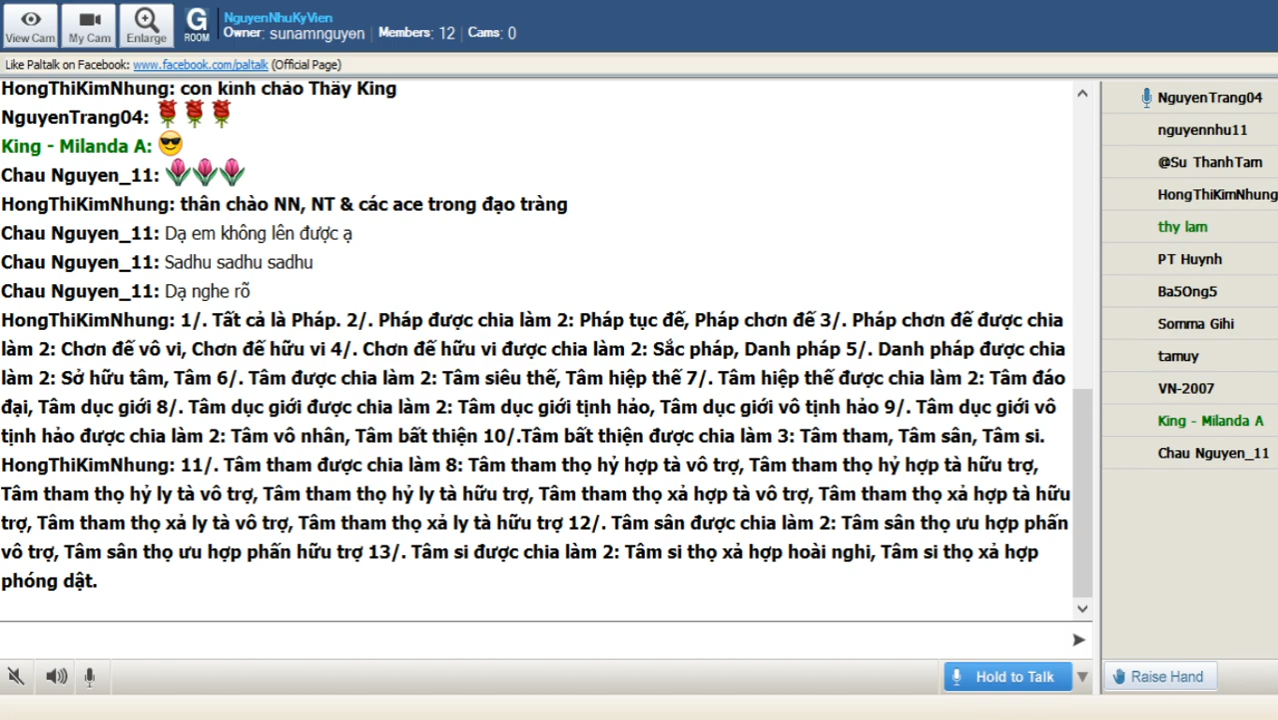 View Cam
My Cam
Enlarge
G
ROOM
NguyenNhuKyVien
Owner: sunamnguyen | Members: 12 | Cams: 0
Like Paltalk on Facebook: www.facebook.com/paltalk (Official Page)
HongThiKimNhung: con kính chào Thầy King
NguyenTrang04:
King - Milanda A:
Chau Nguyen_11:
HongThiKimNhung: thân chào NN, NT & các ace trong đạo tràng
Chau Nguyen_11: Dạ em không lên được ạ
Chau Nguyen_11: Sadhu sadhu sadhu
Chau Nguyen_11: Dạ nghe rõ
HongThiKimNhung: 1/. Tất cả là Pháp. 2/. Pháp được chia làm 2: Pháp tục đế, Pháp chơn đế 3/. Pháp chơn đế được chia
làm 2: Chơn đế vô vi, Chơn đế hữu vi 4/. Chơn đế hữu vi được chia làm 2: Sắc pháp, Danh pháp 5/. Danh pháp được chia
làm 2: Sở hữu tâm, Tâm 6/. Tâm được chia làm 2: Tâm siêu thế, Tâm hiệp thế 7/. Tâm hiệp thế được chia làm 2: Tâm đáo
đại, Tâm dục giới 8/. Tâm dục giới được chia làm 2: Tâm dục giới tịnh hảo, Tâm dục giới vô tịnh hảo 9/. Tâm dục giới vô
tịnh hảo được chia làm 2: Tâm vô nhân, Tâm bất thiện 10/.Tâm bất thiện được chia làm 3: Tâm tham, Tâm sân, Tâm si.
HongThiKimNhung: 11/. Tâm tham được chia làm 8: Tâm tham thọ hỷ hợp tà vô trợ, Tâm tham thọ hỷ hợp tà hữu trợ,
Tâm tham thọ hỷ ly tà vô trợ, Tâm tham thọ hỷ ly tà hữu trợ, Tâm tham thọ xả hợp tà vô trợ, Tâm tham thọ xả hợp tà hữu
trợ, Tâm tham thọ xả ly tà vô trợ, Tâm tham thọ xả ly tà hữu trợ 12/. Tâm sân được chia làm 2: Tâm sân thọ ưu hợp phấn
vô trợ, Tâm sân thọ ưu hợp phấn hữu trợ 13/. Tâm si được chia làm 2: Tâm si thọ xả hợp hoài nghi, Tâm si thọ xả hợp
phóng dật.
NguyenTrang04
nguyennhu11
@Su ThanhTam
HongThiKimNhung
thy lam
PT Huynh
Ba5Ong5
Somma Gihi
tamuy
VN-2007
King - Milanda A
Chau Nguyen_11
Hold to Talk
Raise Hand